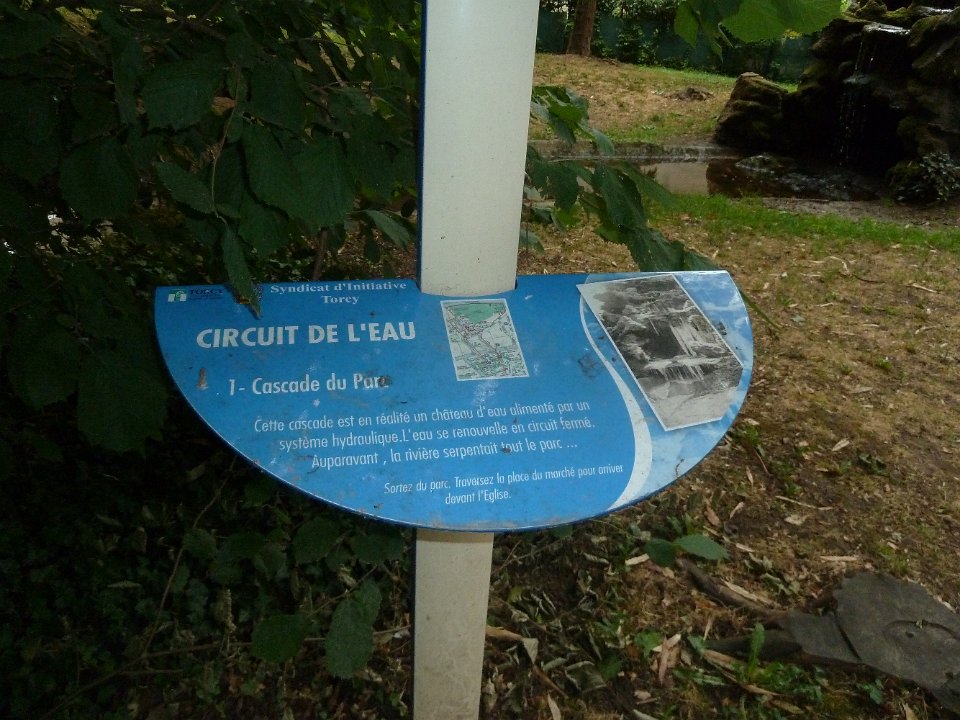 TORCY
Syndicat d'Initiative
Torcy
CIRCUIT DE L'EAU
1- Cascade du Parc
Cette cascade est en réalité un château d'eau alimenté par un
système hydraulique.L'eau se renouvelle en circuit fermé.
Auparavant , la rivière serpentait tout le parc ...
Sortez du parc. Traversez la place du marché pour arriver
devant l'Eglise.